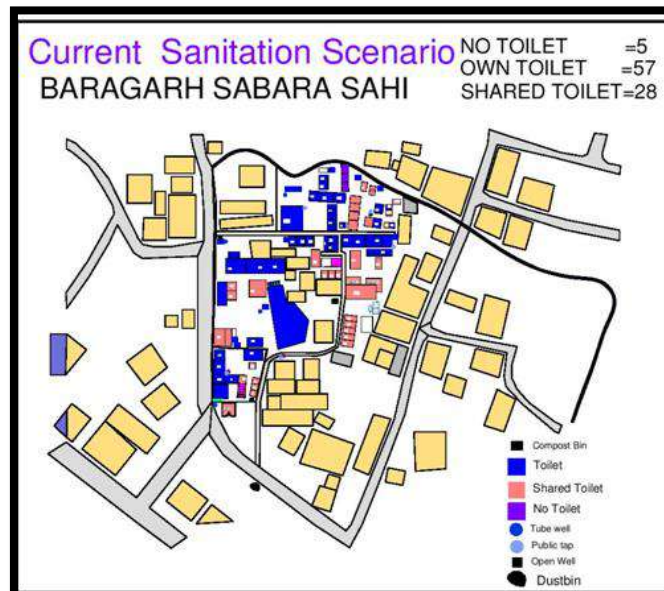 Current Sanitation Scenario
BARAGARH SABARA SAHI
NO TOILET =5
OWN TOILET =57
SHARED TOILET=28
Compost Bin
Toilet
Shared Toilet
No Toilet
Tube well
Public tap
Open Well
Dustbin